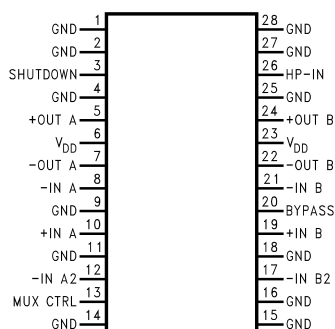 GND 1 28 GND
GND 2 27 GND
SHUTDOWN 3 26 HP-IN
GND 4 25 GND
+OUT A 5 24 +OUT B
VDD 6 23 VDD
-OUT A 7 22 -OUT B
-IN A 8 21 -IN B
GND 9 20 BYPASS
+IN A 10 19 +IN B
GND 11 18 GND
-IN A2 12 17 -IN B2
MUX CTRL 13 16 GND
GND 14 15 GND